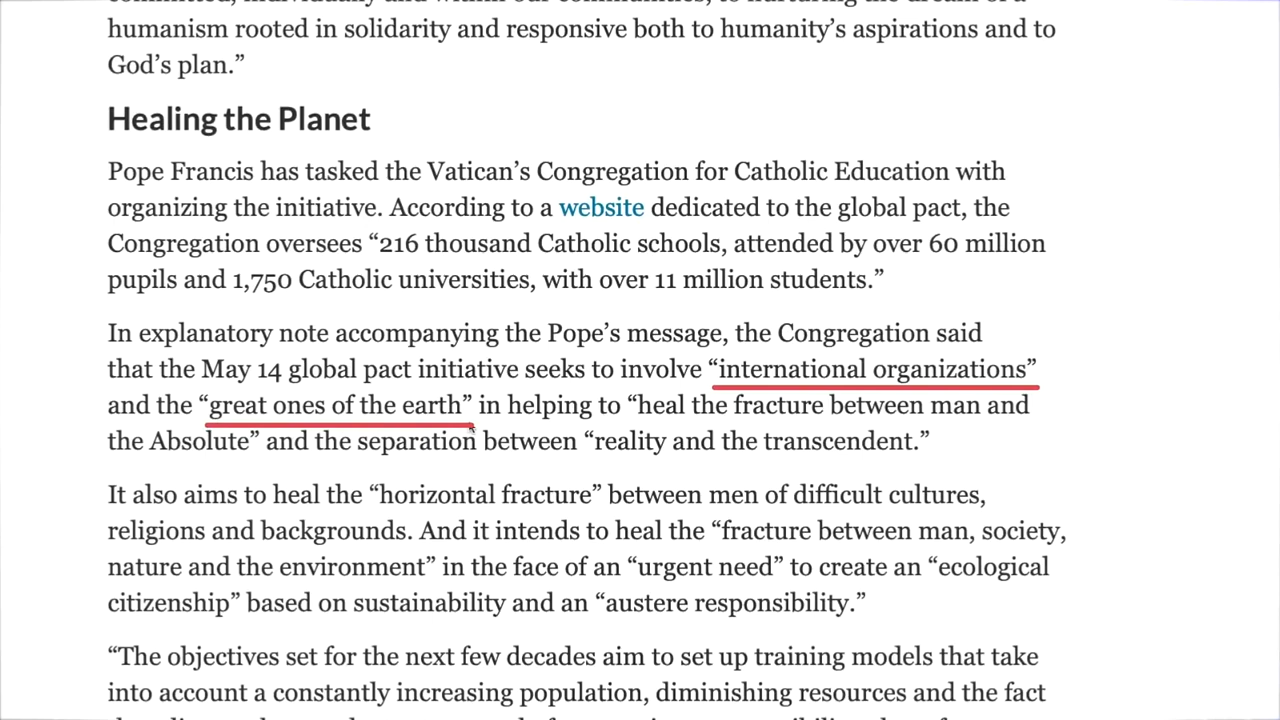 humanism rooted in solidarity and responsive both to humanity’s aspirations and to
God’s plan.”
Healing the Planet
Pope Francis has tasked the Vatican’s Congregation for Catholic Education with
organizing the initiative. According to a website dedicated to the global pact, the
Congregation oversees “216 thousand Catholic schools, attended by over 60 million
pupils and 1,750 Catholic universities, with over 11 million students.”
In explanatory note accompanying the Pope’s message, the Congregation said
that the May 14 global pact initiative seeks to involve “international organizations”
and the “great ones of the earth” in helping to “heal the fracture between man and
the Absolute” and the separation between “reality and the transcendent.”
It also aims to heal the “horizontal fracture” between men of difficult cultures,
religions and backgrounds. And it intends to heal the “fracture between man, society,
nature and the environment” in the face of an “urgent need” to create an “ecological
citizenship” based on sustainability and an “austere responsibility.”
“The objectives set for the next few decades aim to set up training models that take
into account a constantly increasing population, diminishing resources and the fact